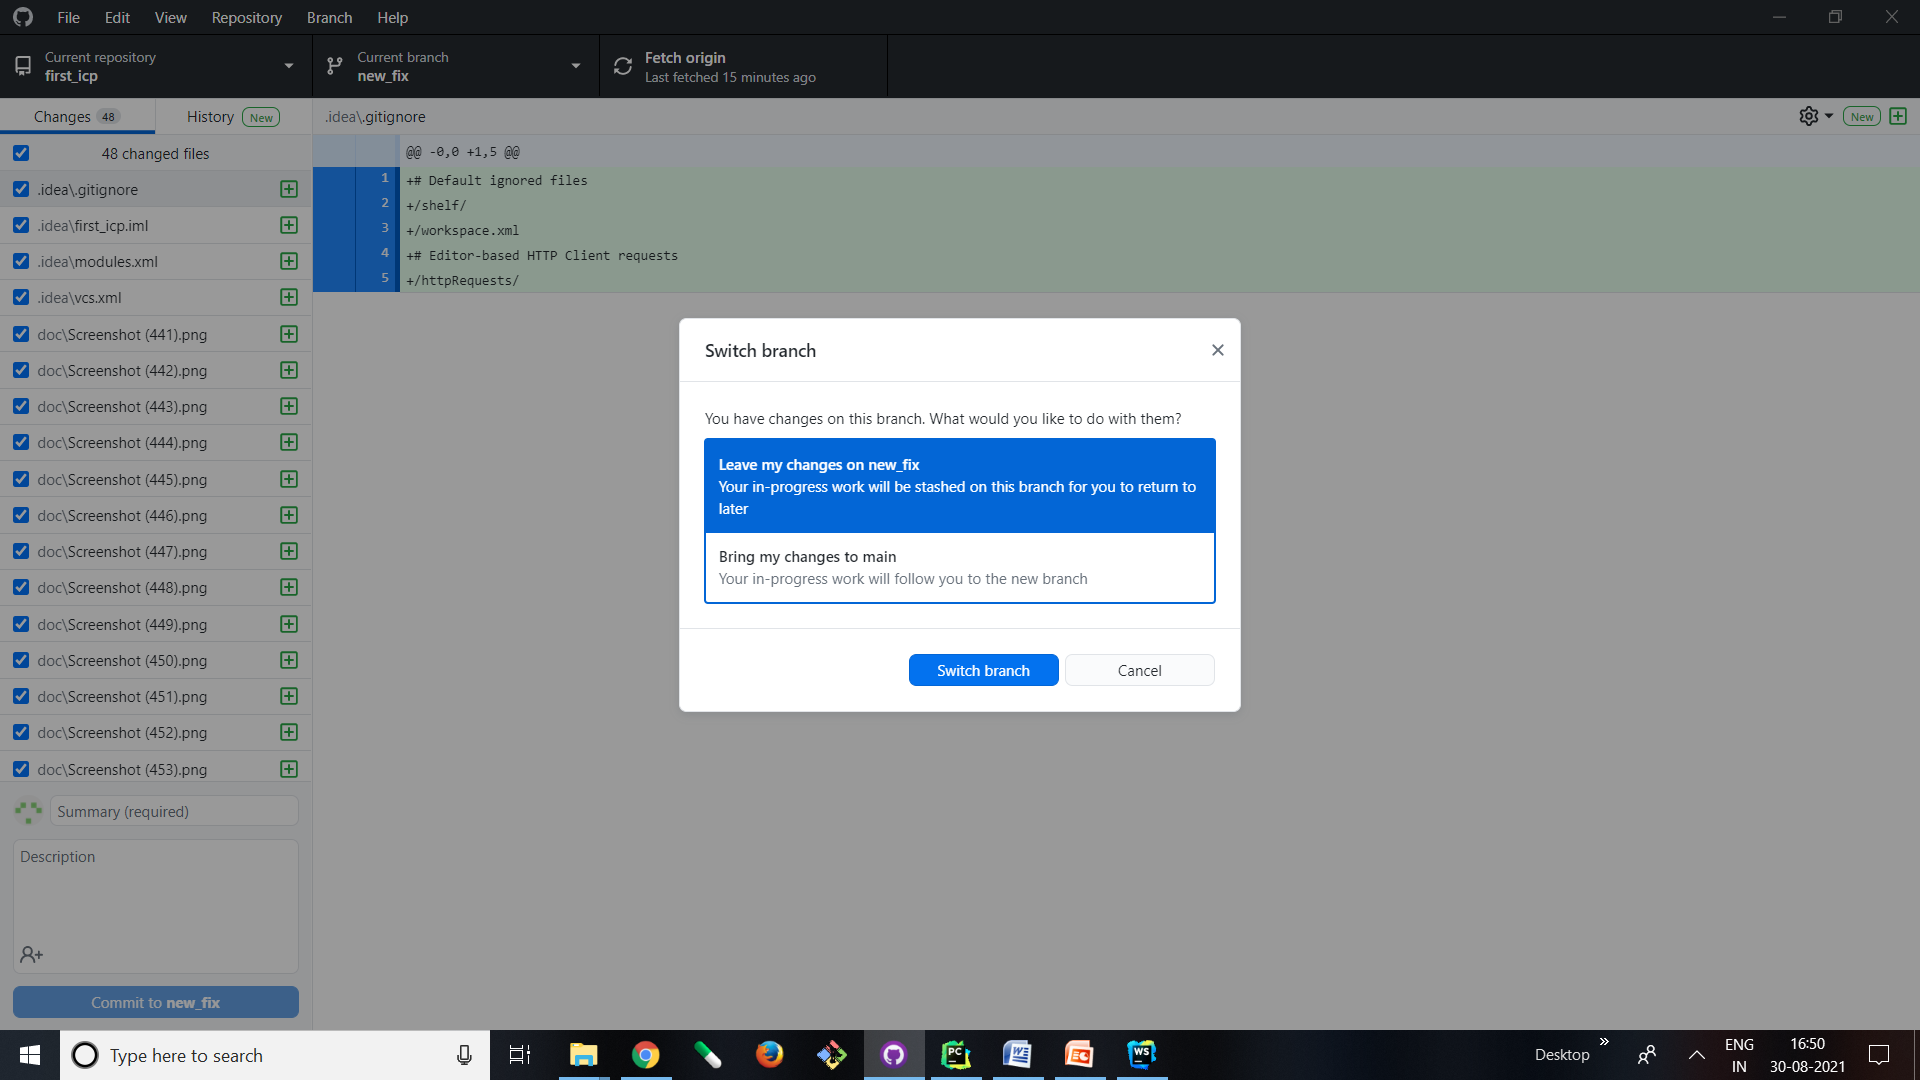 File Edit View Repository Branch Help
Current repository
first_icp
Current branch
new_fix
Fetch origin
Last fetched 15 minutes ago
Changes 48
History New
.idea\.gitignore
New
48 changed files
.idea\.gitignore
.idea\first_icp.iml
.idea\modules.xml
.idea\vcs.xml
doc\Screenshot (441).png
doc\Screenshot (442).png
doc\Screenshot (443).png
doc\Screenshot (444).png
doc\Screenshot (445).png
doc\Screenshot (446).png
doc\Screenshot (447).png
doc\Screenshot (448).png
doc\Screenshot (449).png
doc\Screenshot (450).png
doc\Screenshot (451).png
doc\Screenshot (452).png
doc\Screenshot (453).png
Summary (required)
Description
Commit to new_fix
@@ -0,0 +1,5 @@
1 +# Default ignored files
2 +/shelf/
3 +/workspace.xml
4 +# Editor-based HTTP Client requests
5 +/httpRequests/
Switch branch
You have changes on this branch. What would you like to do with them?
Leave my changes on new_fix
Your in-progress work will be stashed on this branch for you to return to
later
Bring my changes to main
Your in-progress work will follow you to the new branch
Switch branch
Cancel
Type here to search
PC
W
WS
Desktop
ENG
IN
16:50
30-08-2021